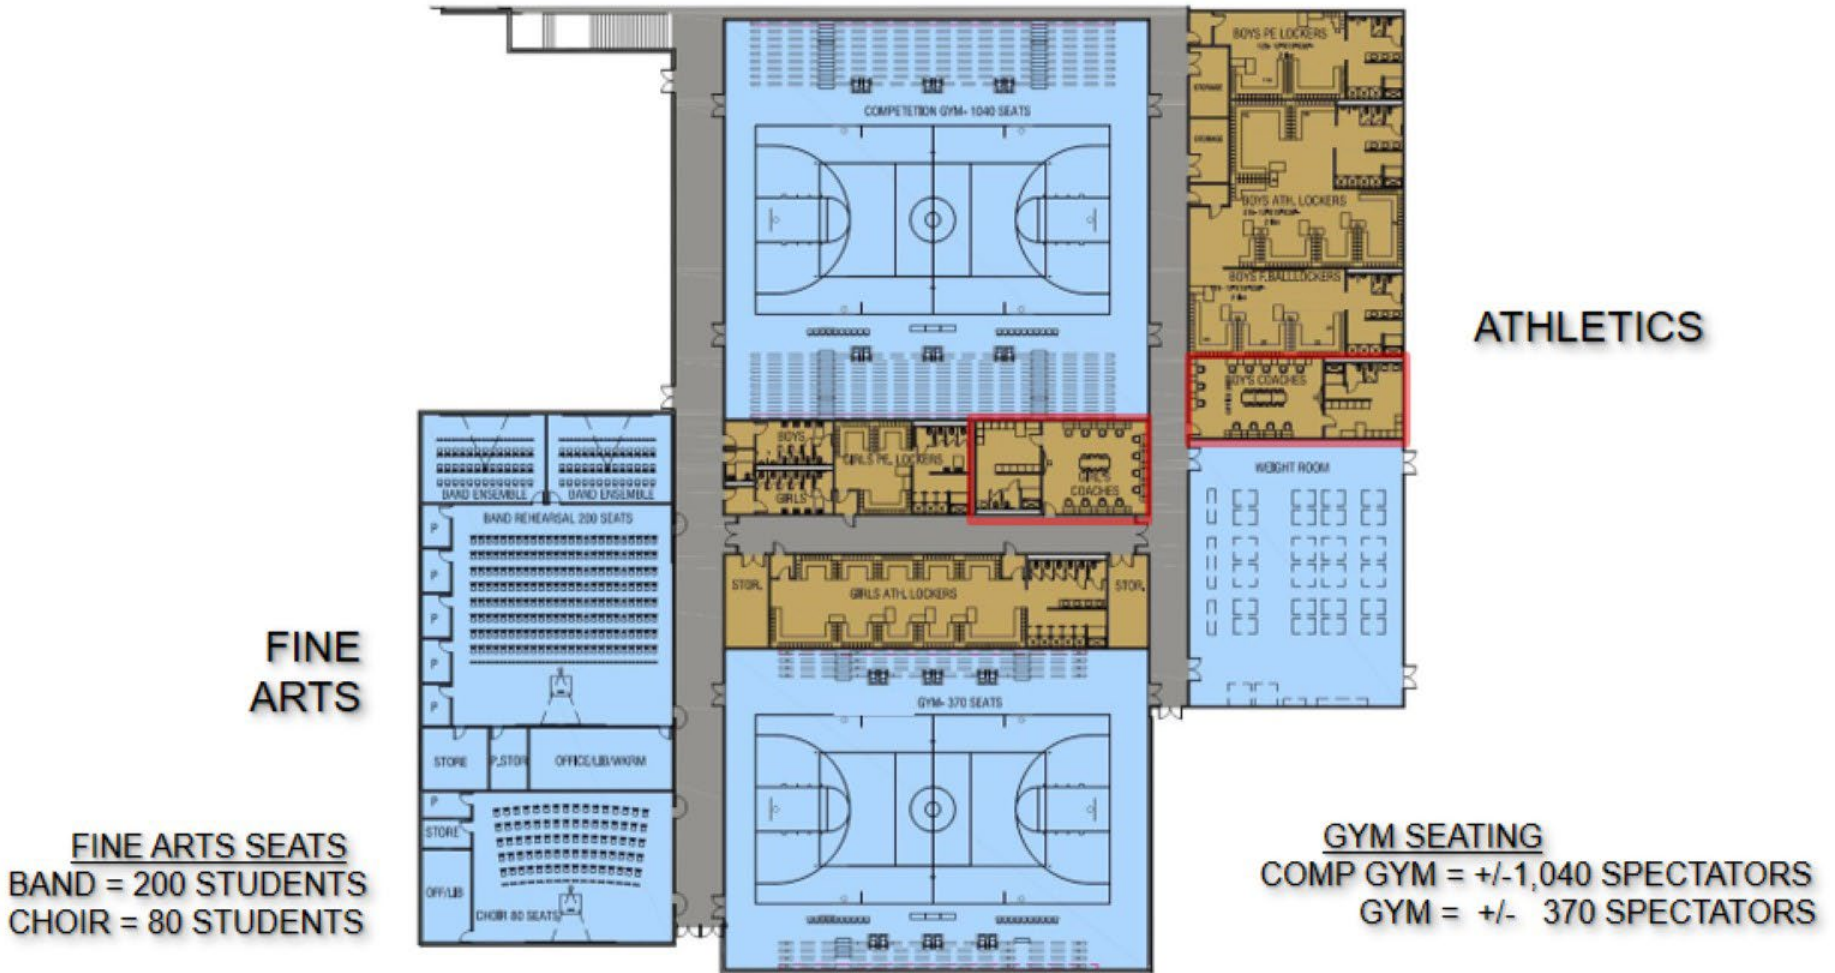 COMPETETION GYM- 1040 SEATS
BOYS PE LOCKERS
STORAGE
STORAGE
BOYS ATH. LOCKERS
BOYS F.BALL LOCKERS
BOY'S COACHES
ATHLETICS
WEIGHT ROOM
BOYS
GIRLS
GIRLS P.E. LOCKERS
GIRL'S
COACHES
STOR.
GIRLS ATH. LOCKERS
STOR.
GYM- 370 SEATS
BAND ENSEMBLE
BAND ENSEMBLE
BAND REHEARSAL 200 SEATS
P
P
P
P
P
STORE
P.STOR
OFFICE/LIB/WKRM
P
STORE
OFF/LIB
CHOIR 80 SEATS
FINE
ARTS
FINE ARTS SEATS
BAND = 200 STUDENTS
CHOIR = 80 STUDENTS
GYM SEATING
COMP GYM = +/-1,040 SPECTATORS
GYM = +/- 370 SPECTATORS